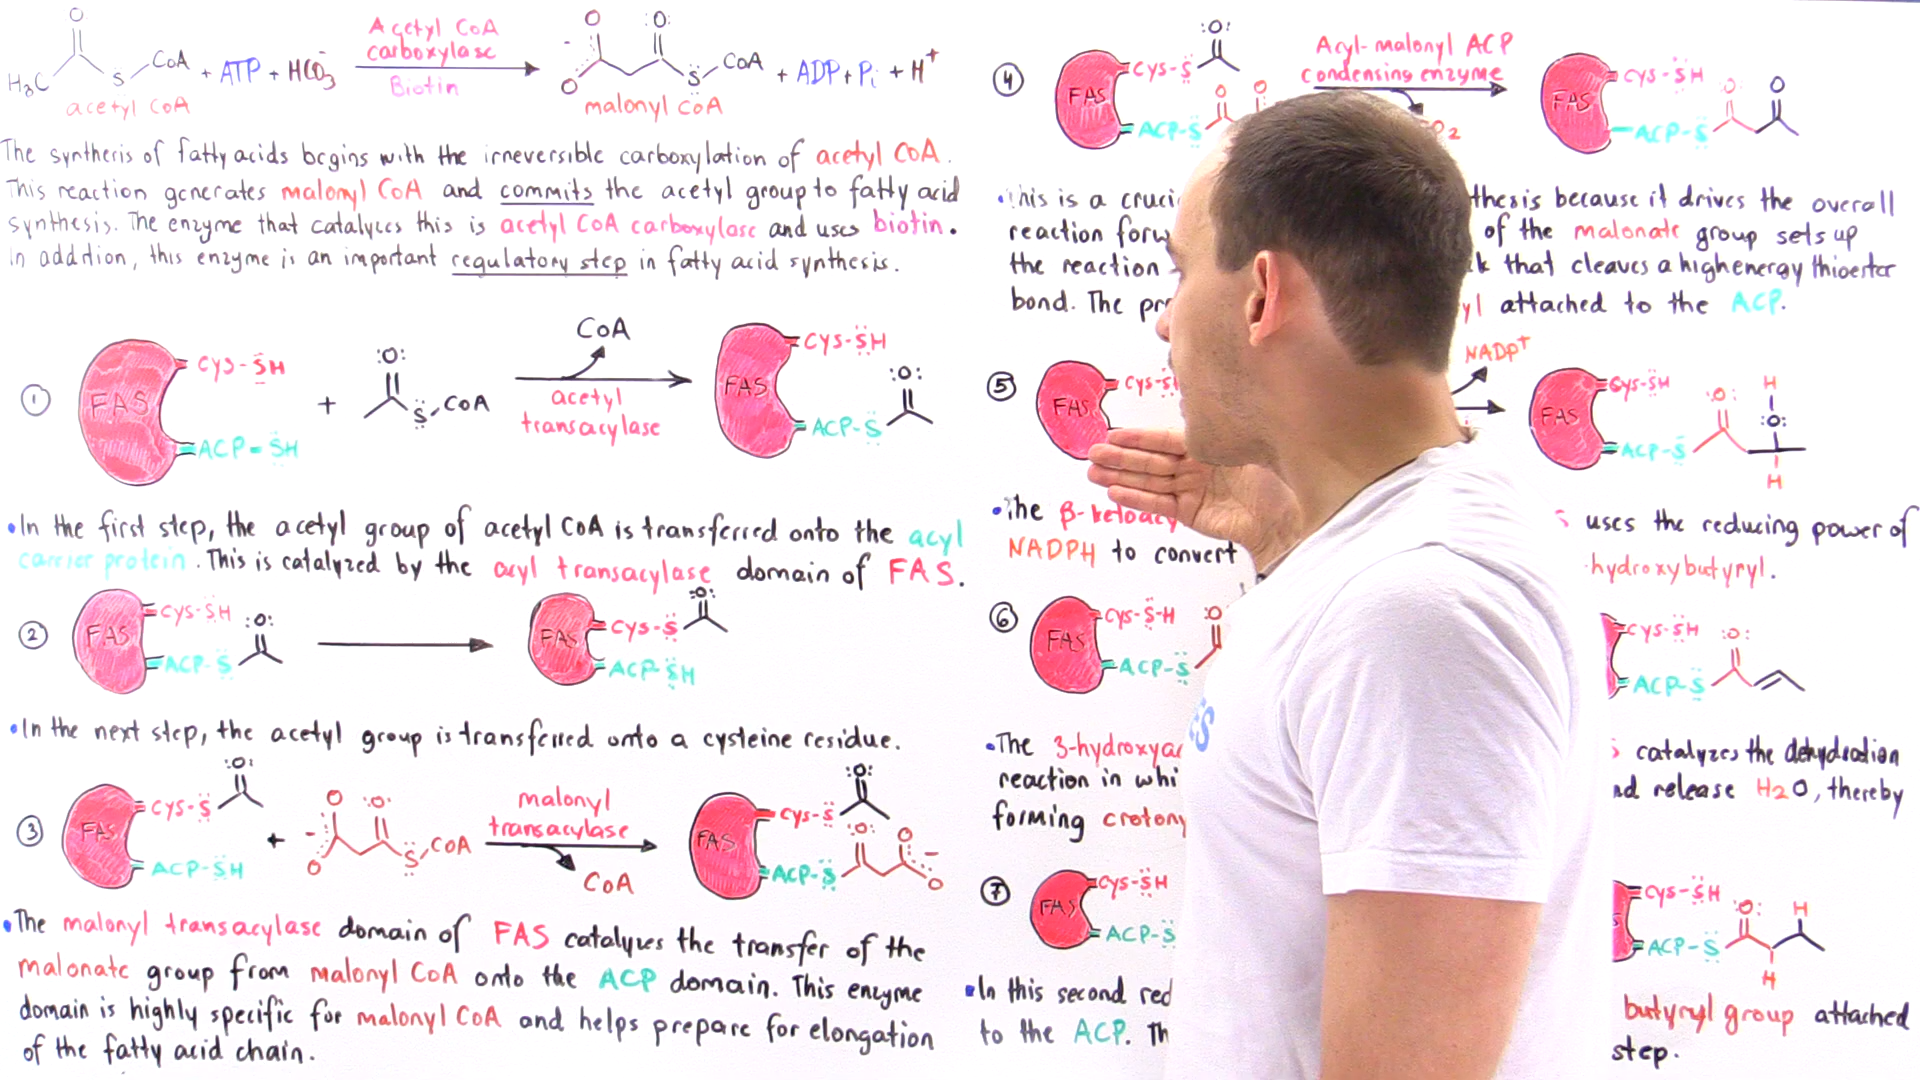 O
H₃C S CoA + ATP + HCO₃⁻ Acetyl CoA carboxylase Biotin O O :O: S CoA + ADP + Pi + H⁺
acetyl CoA malonyl CoA
The synthesis of fatty acids begins with the irreversible carboxylation of acetyl CoA.
This reaction generates malonyl CoA and commits the acetyl group to fatty acid
synthesis. The enzyme that catalyzes this is acetyl CoA carboxylase and uses biotin.
In addition, this enzyme is an important regulatory step in fatty acid synthesis.
① FAS CYS-SH ACP-SH + :O: S CoA acetyl transacylase CoA FAS CYS-SH ACP-S :O:
•In the first step, the acetyl group of acetyl CoA is transferred onto the acyl
carrier protein. This is catalyzed by the acyl transacylase domain of FAS.
② FAS CYS-SH ACP-S :O: FAS CYS-S :O: ACP-SH
•In the next step, the acetyl group is transferred onto a cysteine residue.
③ FAS CYS-S :O: ACP-SH + O O :O: S CoA malonyl transacylase CoA FAS CYS-S :O: ACP-S :O: O O
•The malonyl transacylase domain of FAS catalyzes the transfer of the
malonate group from malonyl CoA onto the ACP domain. This enzyme
domain is highly specific for malonyl CoA and helps prepare for elongation
of the fatty acid chain.
④ FAS CYS-S :O: ACP-S O O Acyl-malonyl ACP condensing enzyme O₂ FAS CYS-SH ACP-S O O
•This is a cruci thesis because it drives the overall
reaction forw of the malonate group sets up
the reaction k that cleaves a high energy thioester
bond. The pr yl attached to the ACP.
⑤ FAS CYS-S NADP⁺ FAS CYS-SH ACP-S :O: H :O: H
•The β-ketoacy s uses the reducing power of
NADPH to convert hydroxybutyryl.
⑥ FAS CYS-S-H ACP-S :O: CYS-SH ACP-S :O:
•The 3-hydroxyac s catalyzes the dehydration
reaction in whi nd release H₂O, thereby
forming crotony
⑦ FAS CYS-SH ACP-S S CYS-SH ACP-S :O: H H
•In this second red butyryl group attached
to the ACP. Th step.